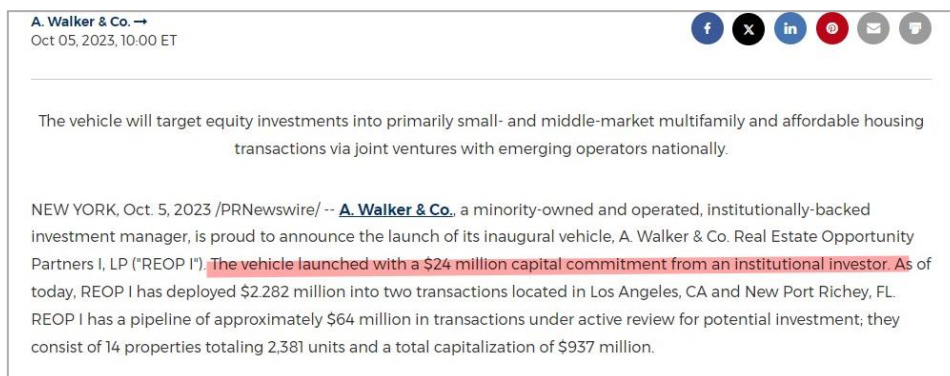 A. Walker & Co. →
Oct 05, 2023, 10:00 ET
The vehicle will target equity investments into primarily small- and middle-market multifamily and affordable housing
transactions via joint ventures with emerging operators nationally.
NEW YORK, Oct. 5, 2023 /PRNewswire/ -- A. Walker & Co., a minority-owned and operated, institutionally-backed
investment manager, is proud to announce the launch of its inaugural vehicle, A. Walker & Co. Real Estate Opportunity
Partners I, LP ("REOP I"). The vehicle launched with a $24 million capital commitment from an institutional investor. As of
today, REOP I has deployed $2.282 million into two transactions located in Los Angeles, CA and New Port Richey, FL.
REOP I has a pipeline of approximately $64 million in transactions under active review for potential investment; they
consist of 14 properties totaling 2,381 units and a total capitalization of $937 million.